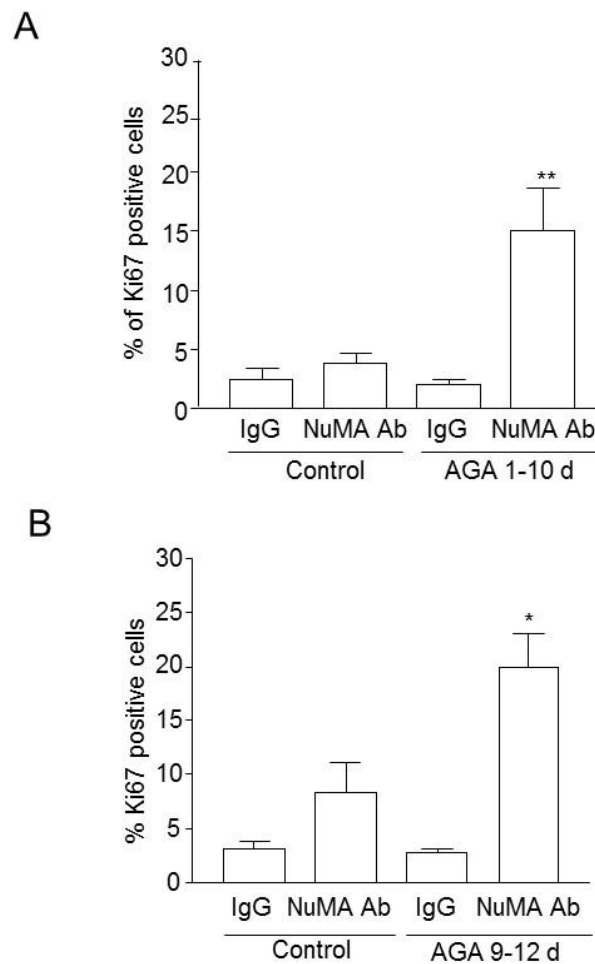 A
% of Ki67 positive cells
30
25
20
15
10
5
0
**
IgG NuMA Ab IgG NuMA Ab
Control AGA 1-10 d
B
% Ki67 positive cells
30
25
20
15
10
5
0
*
IgG NuMA Ab IgG NuMA Ab
Control AGA 9-12 d